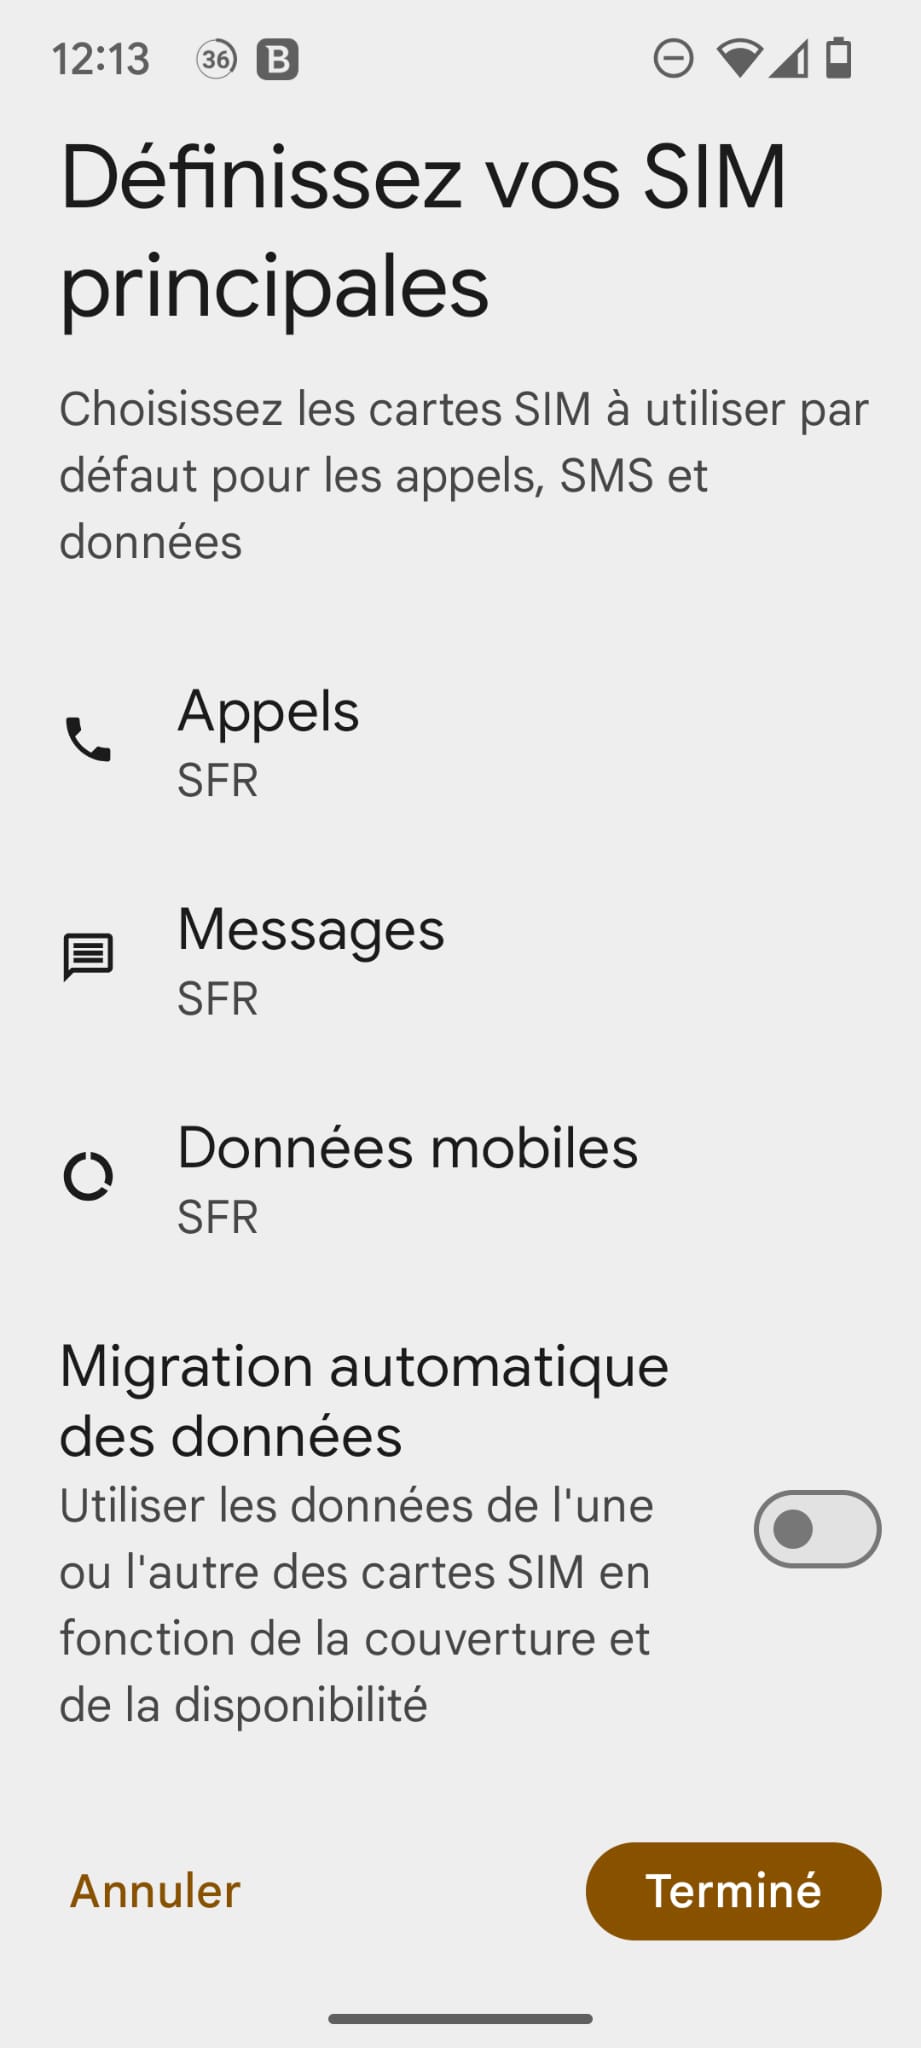 12:13
36
B
Définissez vos SIM
principales
Choisissez les cartes SIM à utiliser par
défaut pour les appels, SMS et
données
Appels
SFR
Messages
SFR
Données mobiles
SFR
Migration automatique
des données
Utiliser les données de l'une
ou l'autre des cartes SIM en
fonction de la couverture et
de la disponibilité
Annuler
Terminé